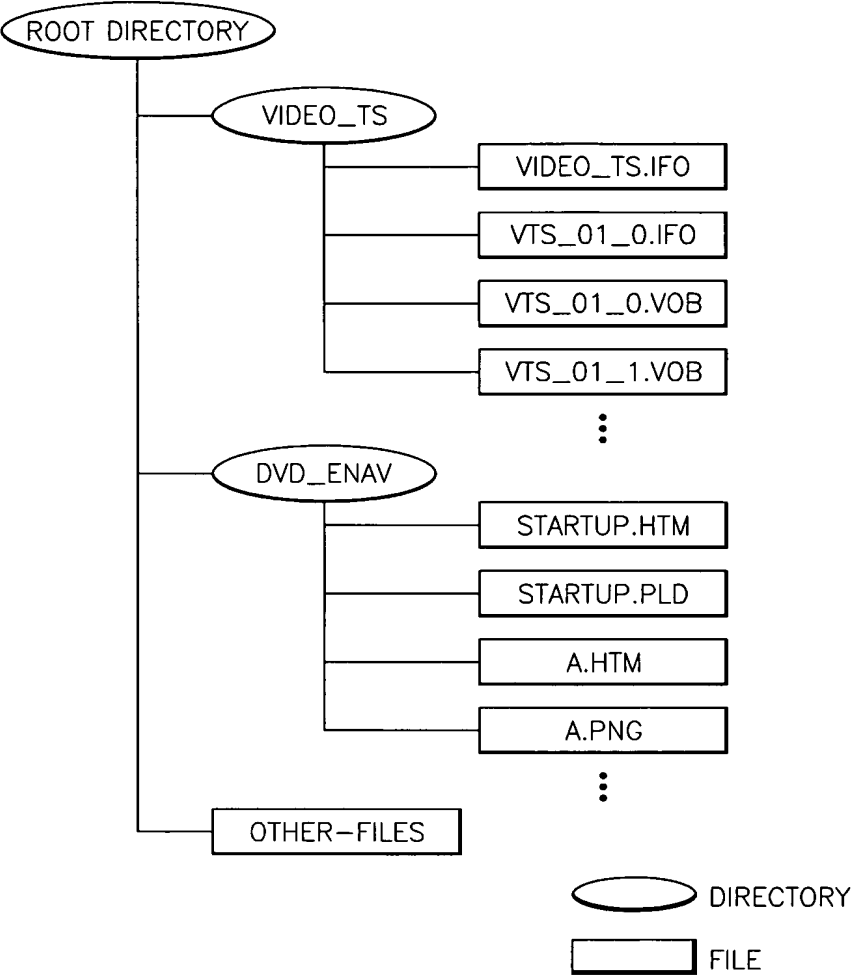 ROOT DIRECTORY
VIDEO_TS
VIDEO_TS.IFO
VTS_01_0.IFO
VTS_01_0.VOB
VTS_01_1.VOB
DVD_ENAV
STARTUP.HTM
STARTUP.PLD
A.HTM
A.PNG
OTHER-FILES
DIRECTORY
FILE